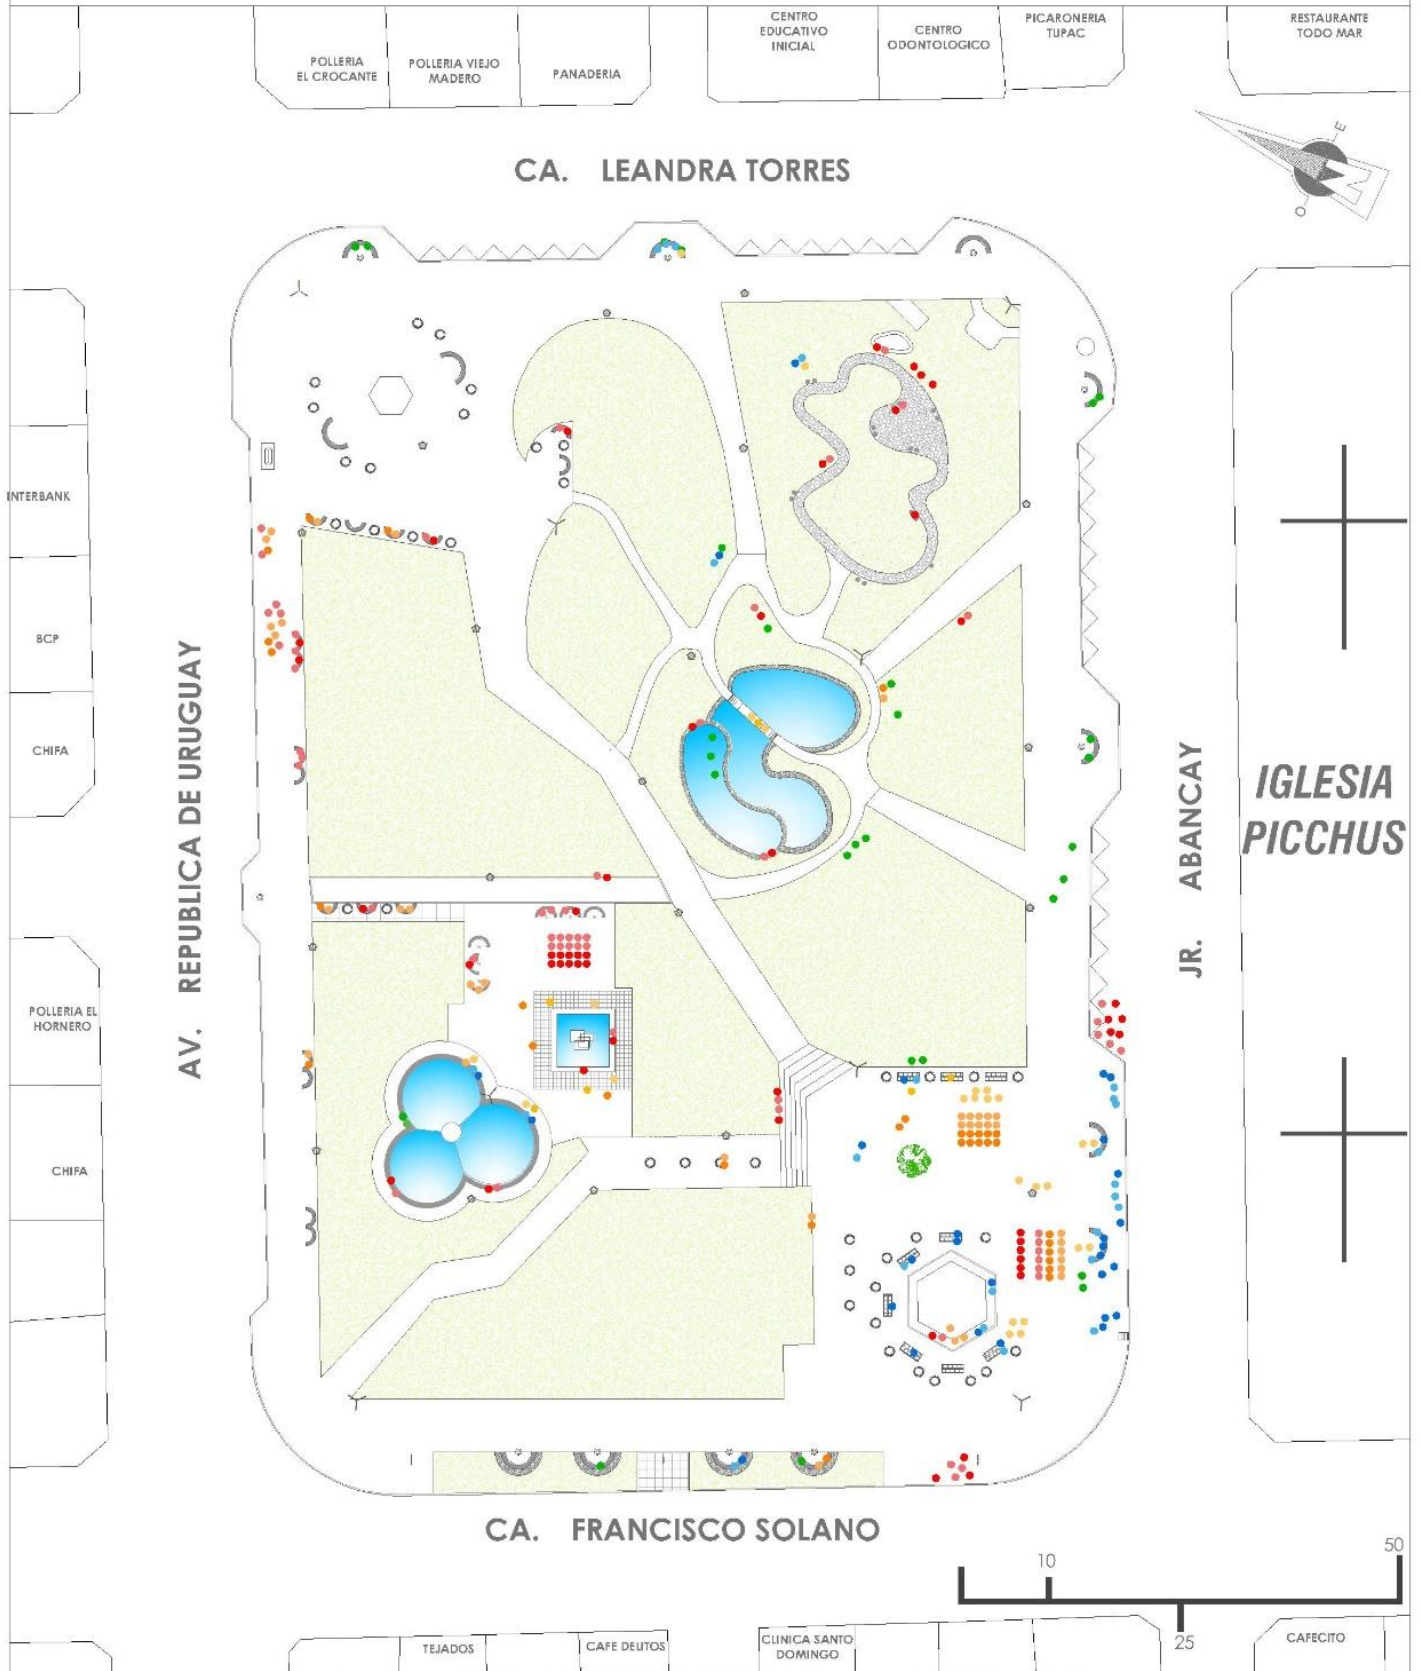 CENTRO
EDUCATIVO
INICIAL
CENTRO
ODONTOLOGICO
PICARONERIA
TUPAC
RESTAURANTE
TODO MAR
POLLERIA
EL CROCANTE
POLLERIA VIEJO
MADERO
PANADERIA
CA. LEANDRA TORRES
E
N
O
INTERBANK
BCP
CHIFA
AV. REPUBLICA DE URUGUAY
JR. ABANCAY
IGLESIA
PICCHUS
POLLERIA EL
HORNERO
CHIFA
CA. FRANCISCO SOLANO
10
50
25
TEJADOS
CAFE DELITOS
CLINICA SANTO
DOMINGO
CAFECITO